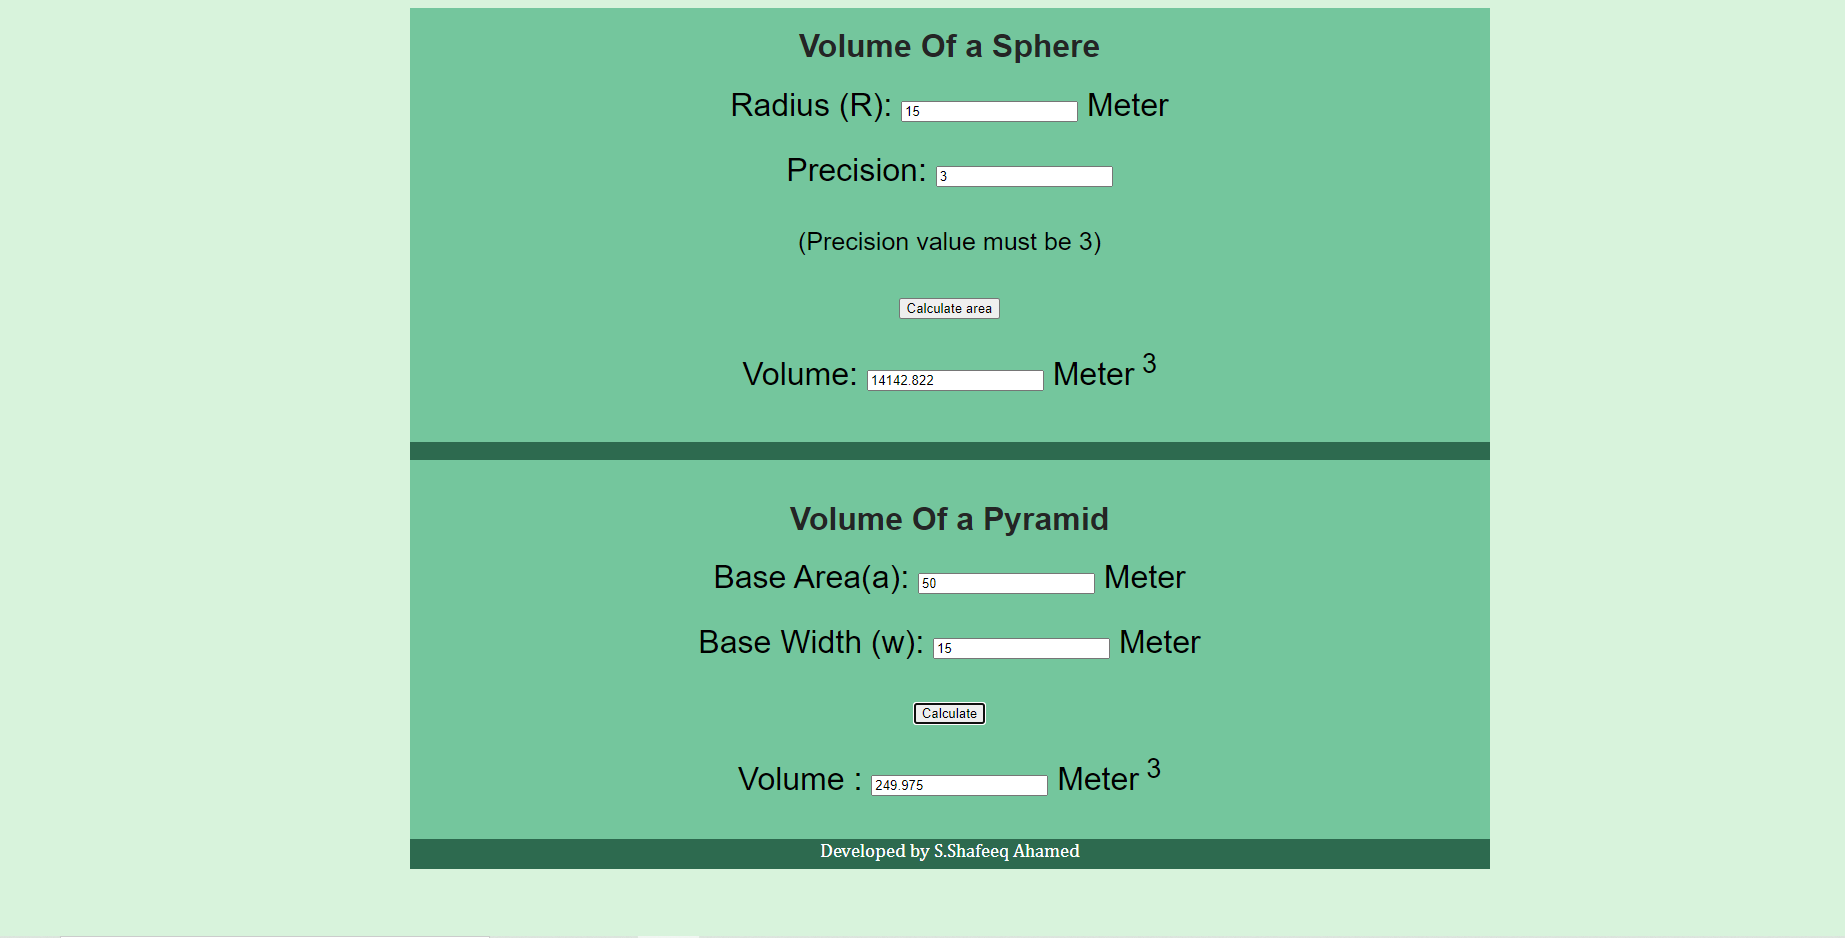 Volume Of a Sphere
Radius (R): 15 Meter
Precision: 3
(Precision value must be 3)
Calculate area
Volume: 14142.822 Meter 3
Volume Of a Pyramid
Base Area(a): 50 Meter
Base Width (w): 15 Meter
Calculate
Volume : 249.975 Meter 3
Developed by S.Shafeeq Ahamed